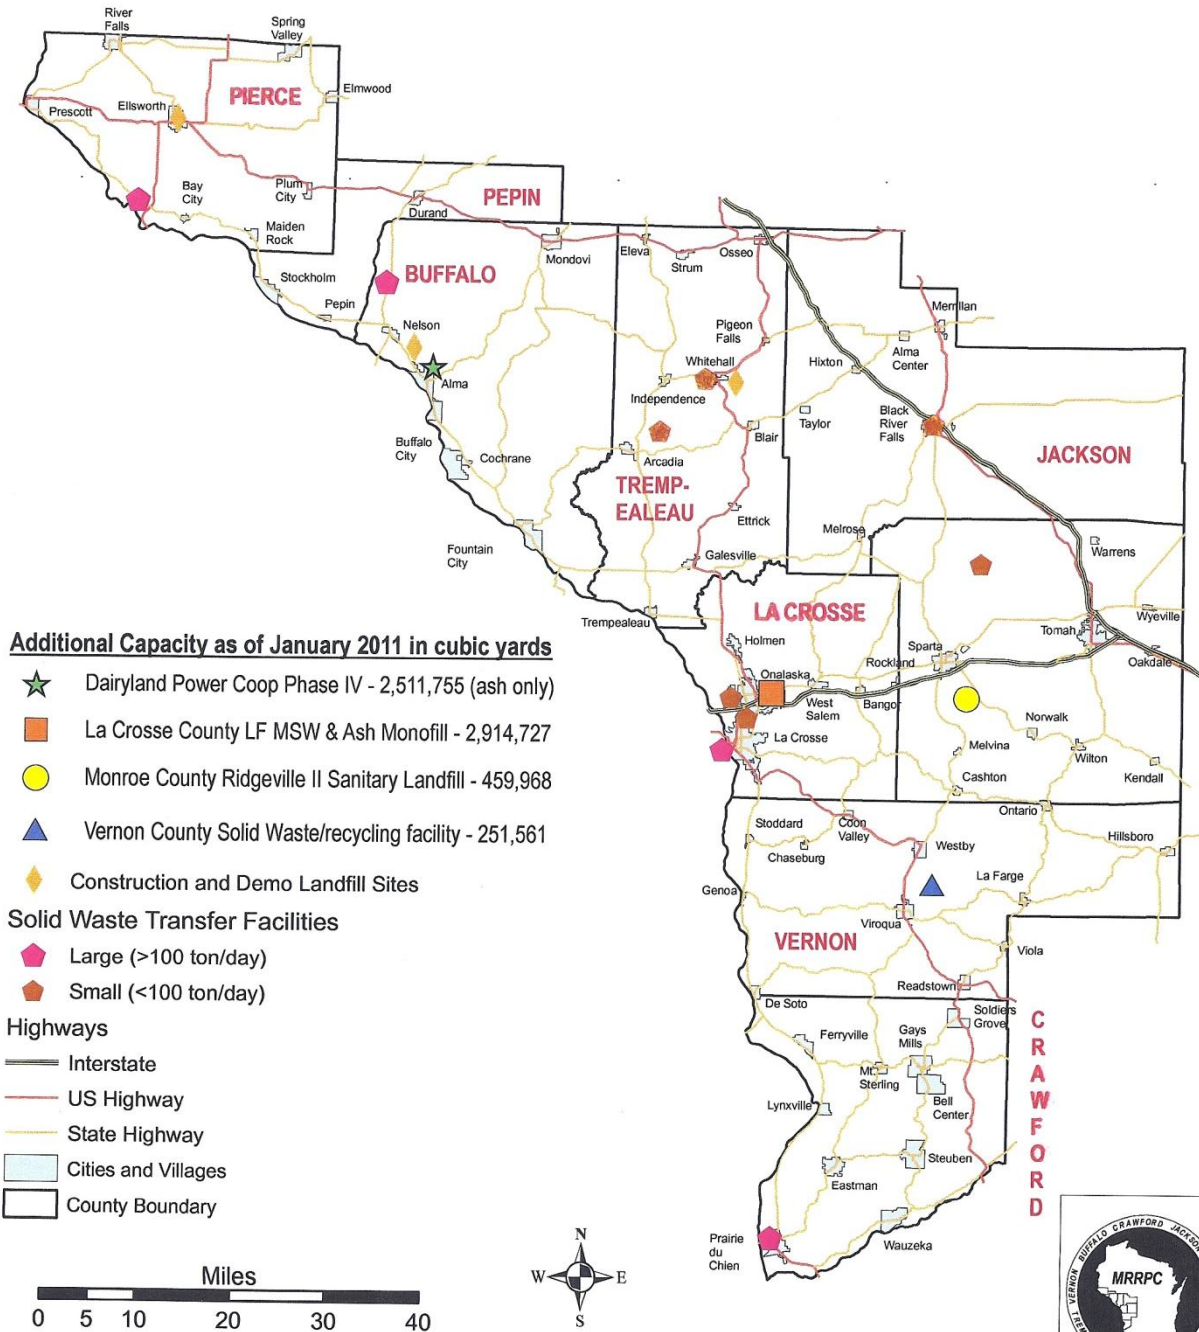 River
Falls
Spring
Valley
PIERCE
Elmwood
Prescott
Ellsworth
Bay
City
Plum
City
PEPIN
Durand
Maiden
Rock
Mondovi
Eleva
Strum
Osseo
BUFFALO
Stockholm
Pepin
Nelson
Merrillan
Pigeon
Falls
Alma
Center
Whitehall
Hixton
Alma
Independence
Taylor
Black
River
Falls
Blair
Buffalo
City
Cochrane
Arcadia
JACKSON
TREMP-
EALEAU
Ettrick
Melrose
Fountain
City
Galesville
Warrens
LA CROSSE
Trempealeau
Holmen
Wyeville
Tomah
Sparta
Rockland
Oakdale
Onalaska
West
Salem
Bangor
Norwalk
La Crosse
Melvina
Wilton
Cashton
Kendall
Ontario
Stoddard
Coon
Valley
Hillsboro
Chaseburg
Westby
La Farge
Genoa
Viroqua
VERNON
Viola
Readstown
De Soto
Soldiers
Grove
Ferryville
Gays
Mills
CRAWFORD
Mt.
Sterling
Bell
Center
Lynxville
Steuben
Eastman
Prairie
du
Chien
Wauzeka
Additional Capacity as of January 2011 in cubic yards
Dairyland Power Coop Phase IV - 2,511,755 (ash only)
La Crosse County LF MSW & Ash Monofill - 2,914,727
Monroe County Ridgeville II Sanitary Landfill - 459,968
Vernon County Solid Waste/recycling facility - 251,561
Construction and Demo Landfill Sites
Solid Waste Transfer Facilities
Large (>100 ton/day)
Small (<100 ton/day)
Highways
Interstate
US Highway
State Highway
Cities and Villages
County Boundary
Miles
0 5 10 20 30 40
N
W E
S
VERNON BUFFALO CRAWFORD JACKSON
MRRPC